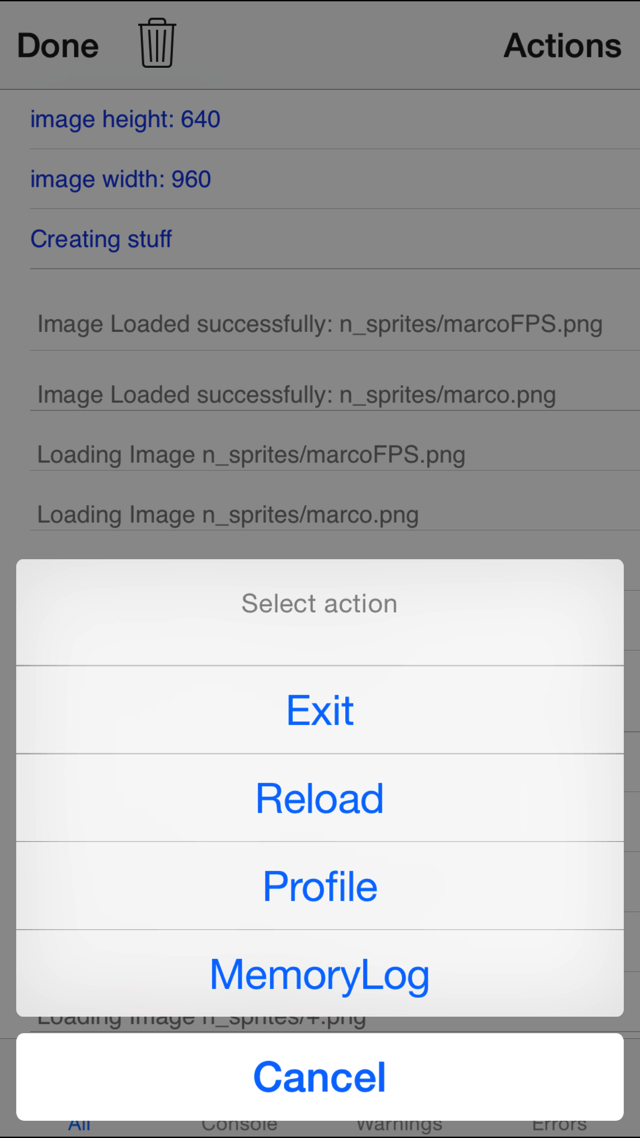 Done
Actions
image height: 640
image width: 960
Creating stuff
Image Loaded successfully: n_sprites/marcoFPS.png
Image Loaded successfully: n_sprites/marco.png
Loading Image n_sprites/marcoFPS.png
Loading Image n_sprites/marco.png
Select action
Exit
Reload
Profile
MemoryLog
Loading Image n_sprites/+.png
Cancel
All
Console
Warnings
Errors